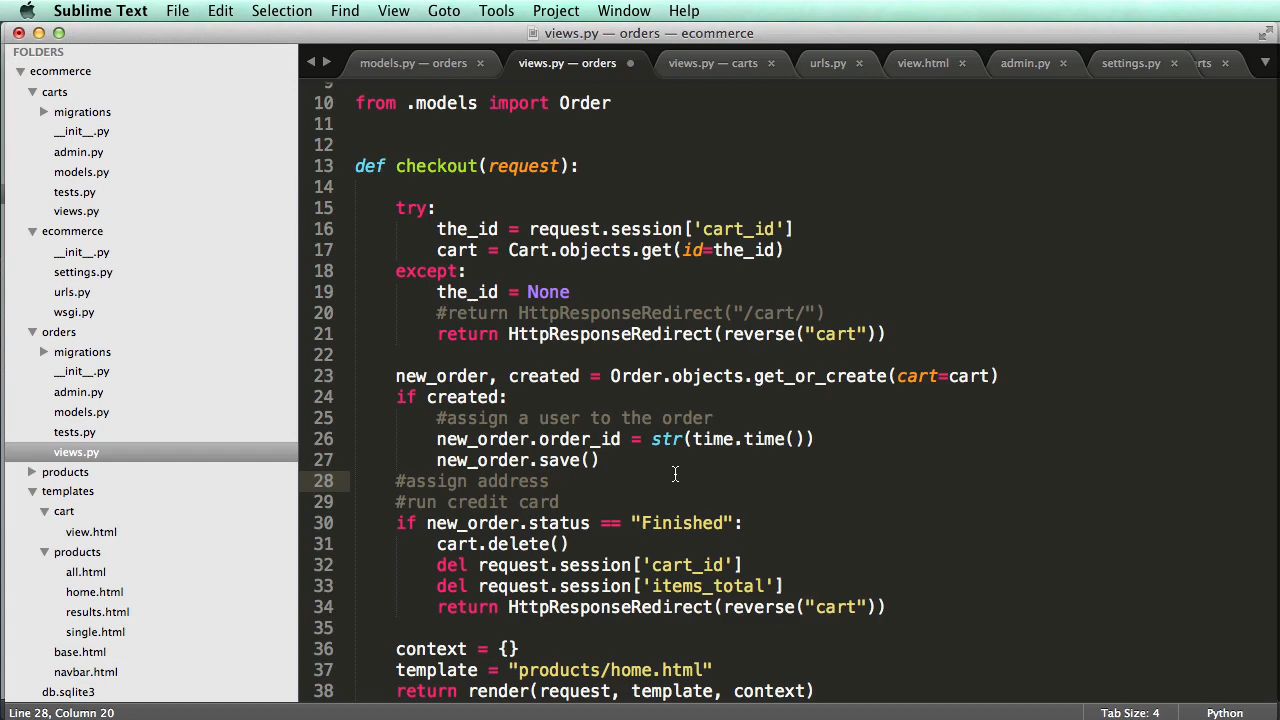 Sublime Text File Edit Selection Find View Goto Tools Project Window Help
views.py — orders — ecommerce
FOLDERS
ecommerce
carts
migrations
__init__.py
admin.py
models.py
tests.py
views.py
ecommerce
__init__.py
settings.py
urls.py
wsgi.py
orders
migrations
__init__.py
admin.py
models.py
tests.py
views.py
products
templates
cart
view.html
products
all.html
home.html
results.html
single.html
base.html
navbar.html
db.sqlite3
models.py — orders × views.py — orders views.py — carts × urls.py × view.html × admin.py × settings.py × rts ×
9
10 from .models import Order
11
12
13 def checkout(request):
14
15 try:
16 the_id = request.session['cart_id']
17 cart = Cart.objects.get(id=the_id)
18 except:
19 the_id = None
20 #return HttpResponseRedirect("/cart/")
21 return HttpResponseRedirect(reverse("cart"))
22
23 new_order, created = Order.objects.get_or_create(cart=cart)
24 if created:
25 #assign a user to the order
26 new_order.order_id = str(time.time())
27 new_order.save()
28 #assign address
29 #run credit card
30 if new_order.status == "Finished":
31 cart.delete()
32 del request.session['cart_id']
33 del request.session['items_total']
34 return HttpResponseRedirect(reverse("cart"))
35
36 context = {}
37 template = "products/home.html"
38 return render(request, template, context)
Line 28, Column 20 Tab Size: 4 Python